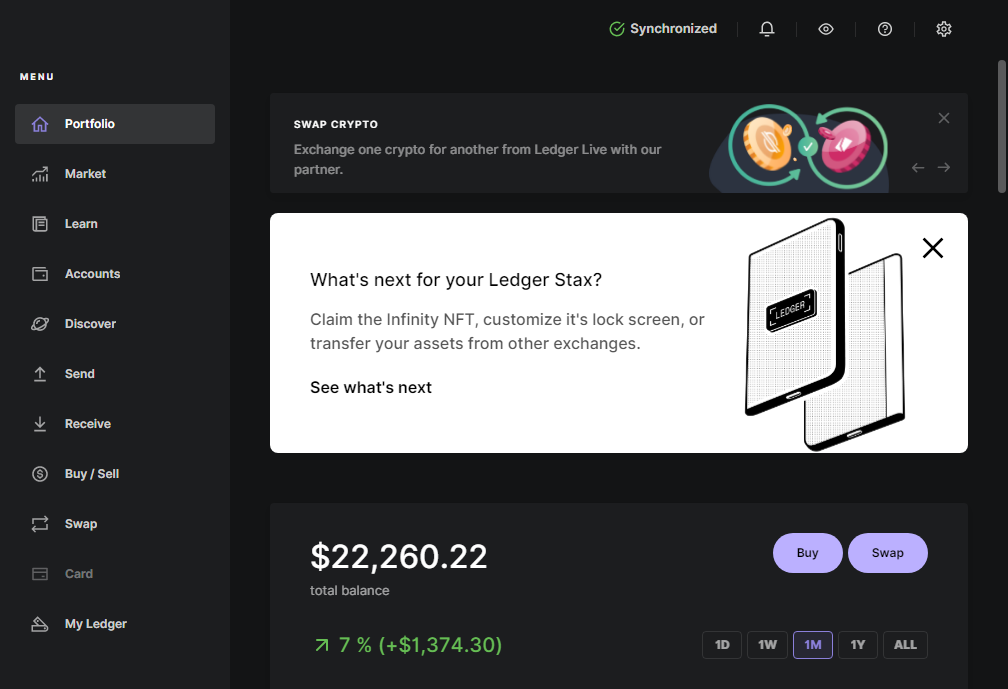 Synchronized
MENU
Portfolio
Market
Learn
Accounts
Discover
Send
Receive
Buy / Sell
Swap
Card
My Ledger
SWAP CRYPTO
Exchange one crypto for another from Ledger Live with our
partner.
What's next for your Ledger Stax?
Claim the Infinity NFT, customize it's lock screen, or
transfer your assets from other exchanges.
See what's next
LEDGER
$22,260.22
total balance
Buy
Swap
7 % (+$1,374.30)
1D 1W 1M 1Y ALL